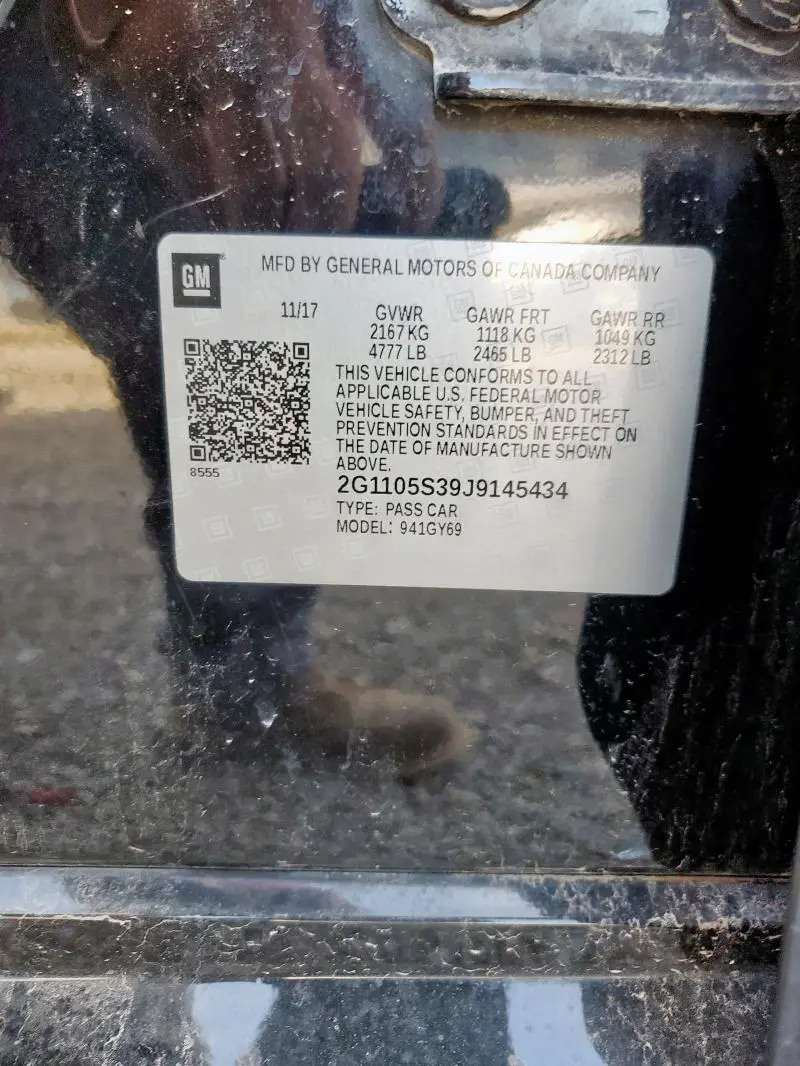 GM
MFD BY GENERAL MOTORS OF CANADA COMPANY
11/17 GVWR GAWR FRT GAWR RR
2167 KG 1118 KG 1049 KG
4777 LB 2465 LB 2312 LB
THIS VEHICLE CONFORMS TO ALL
APPLICABLE U.S. FEDERAL MOTOR
VEHICLE SAFETY, BUMPER, AND THEFT
PREVENTION STANDARDS IN EFFECT ON
THE DATE OF MANUFACTURE SHOWN
ABOVE.
8555
2G1105S39J9145434
TYPE: PASS CAR
MODEL: 941GY69